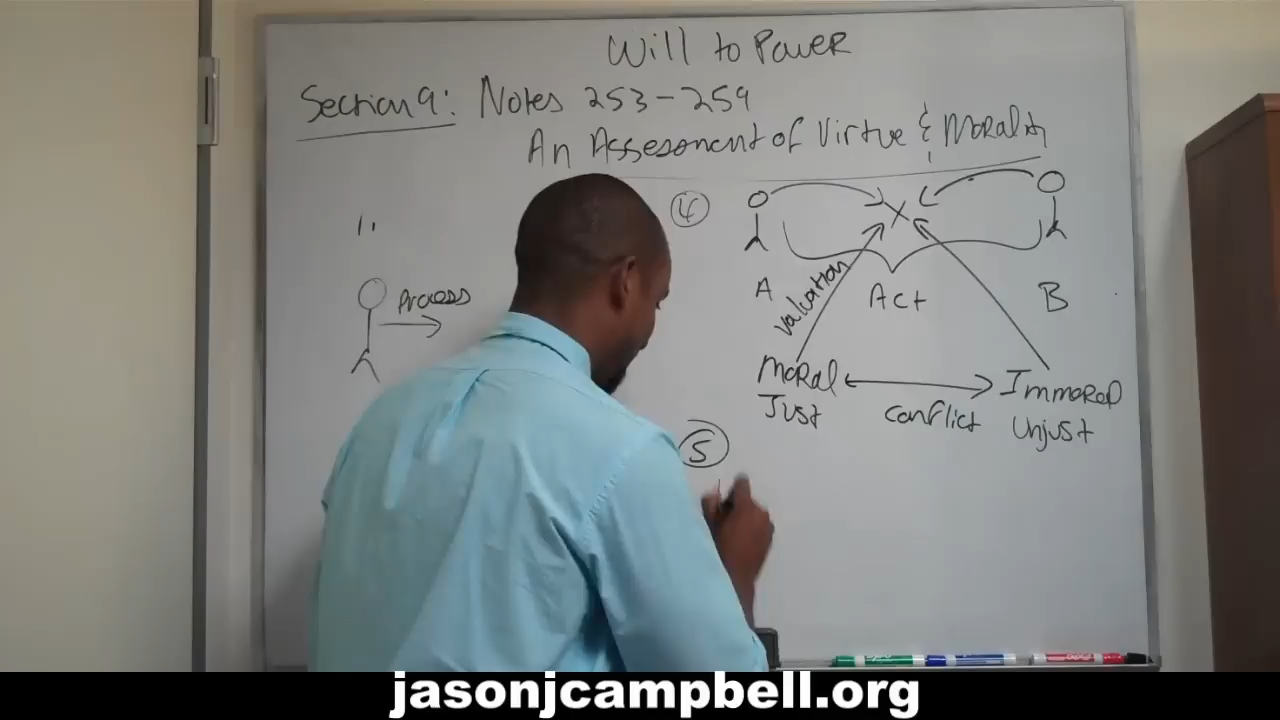 Will to Power
Section 9: Notes 253-259
An Assesment of Virtue & Morality
1.
Process
4
A
B
valuation
Act
Moral
Just
Conflict
Immoral
Unjust
5
jasonjcampbell.org